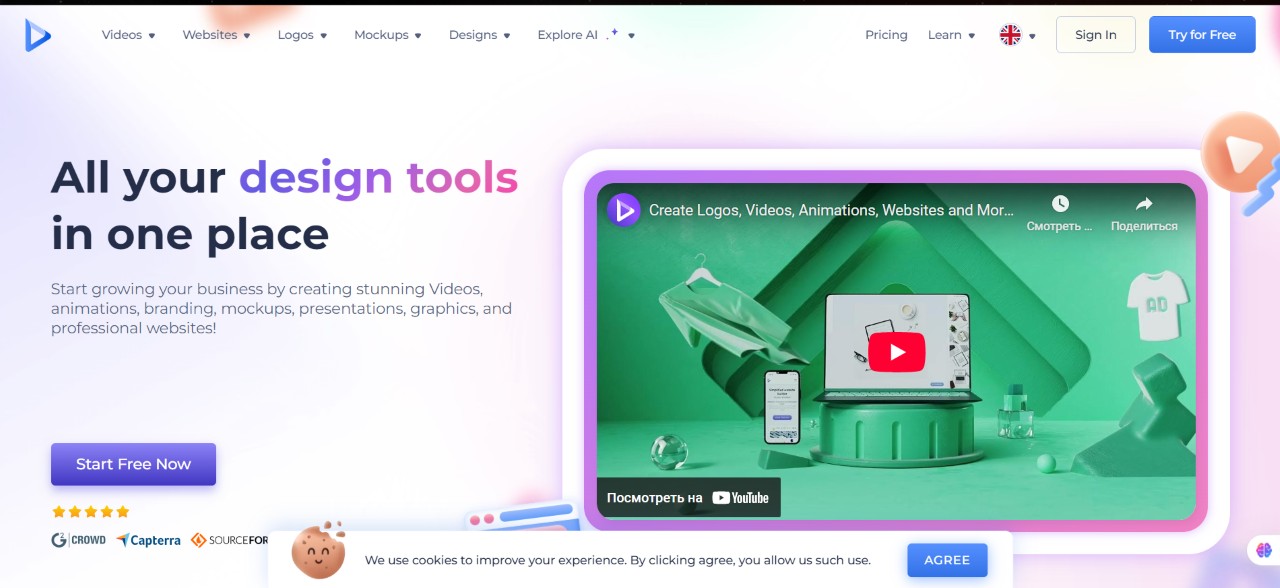 Videos
Websites
Logos
Mockups
Designs
Explore AI
Pricing
Learn
Sign In
Try for Free
All your design tools
in one place
Start growing your business by creating stunning Videos,
animations, branding, mockups, presentations, graphics, and
professional websites!
Start Free Now
G2 CROWD
Capterra
SOURCEFOR
Create Logos, Videos, Animations, Websites and Mor...
Смотреть ...
Поделиться
AD
Посмотреть на YouTube
We use cookies to improve your experience. By clicking agree, you allow us such use.
AGREE